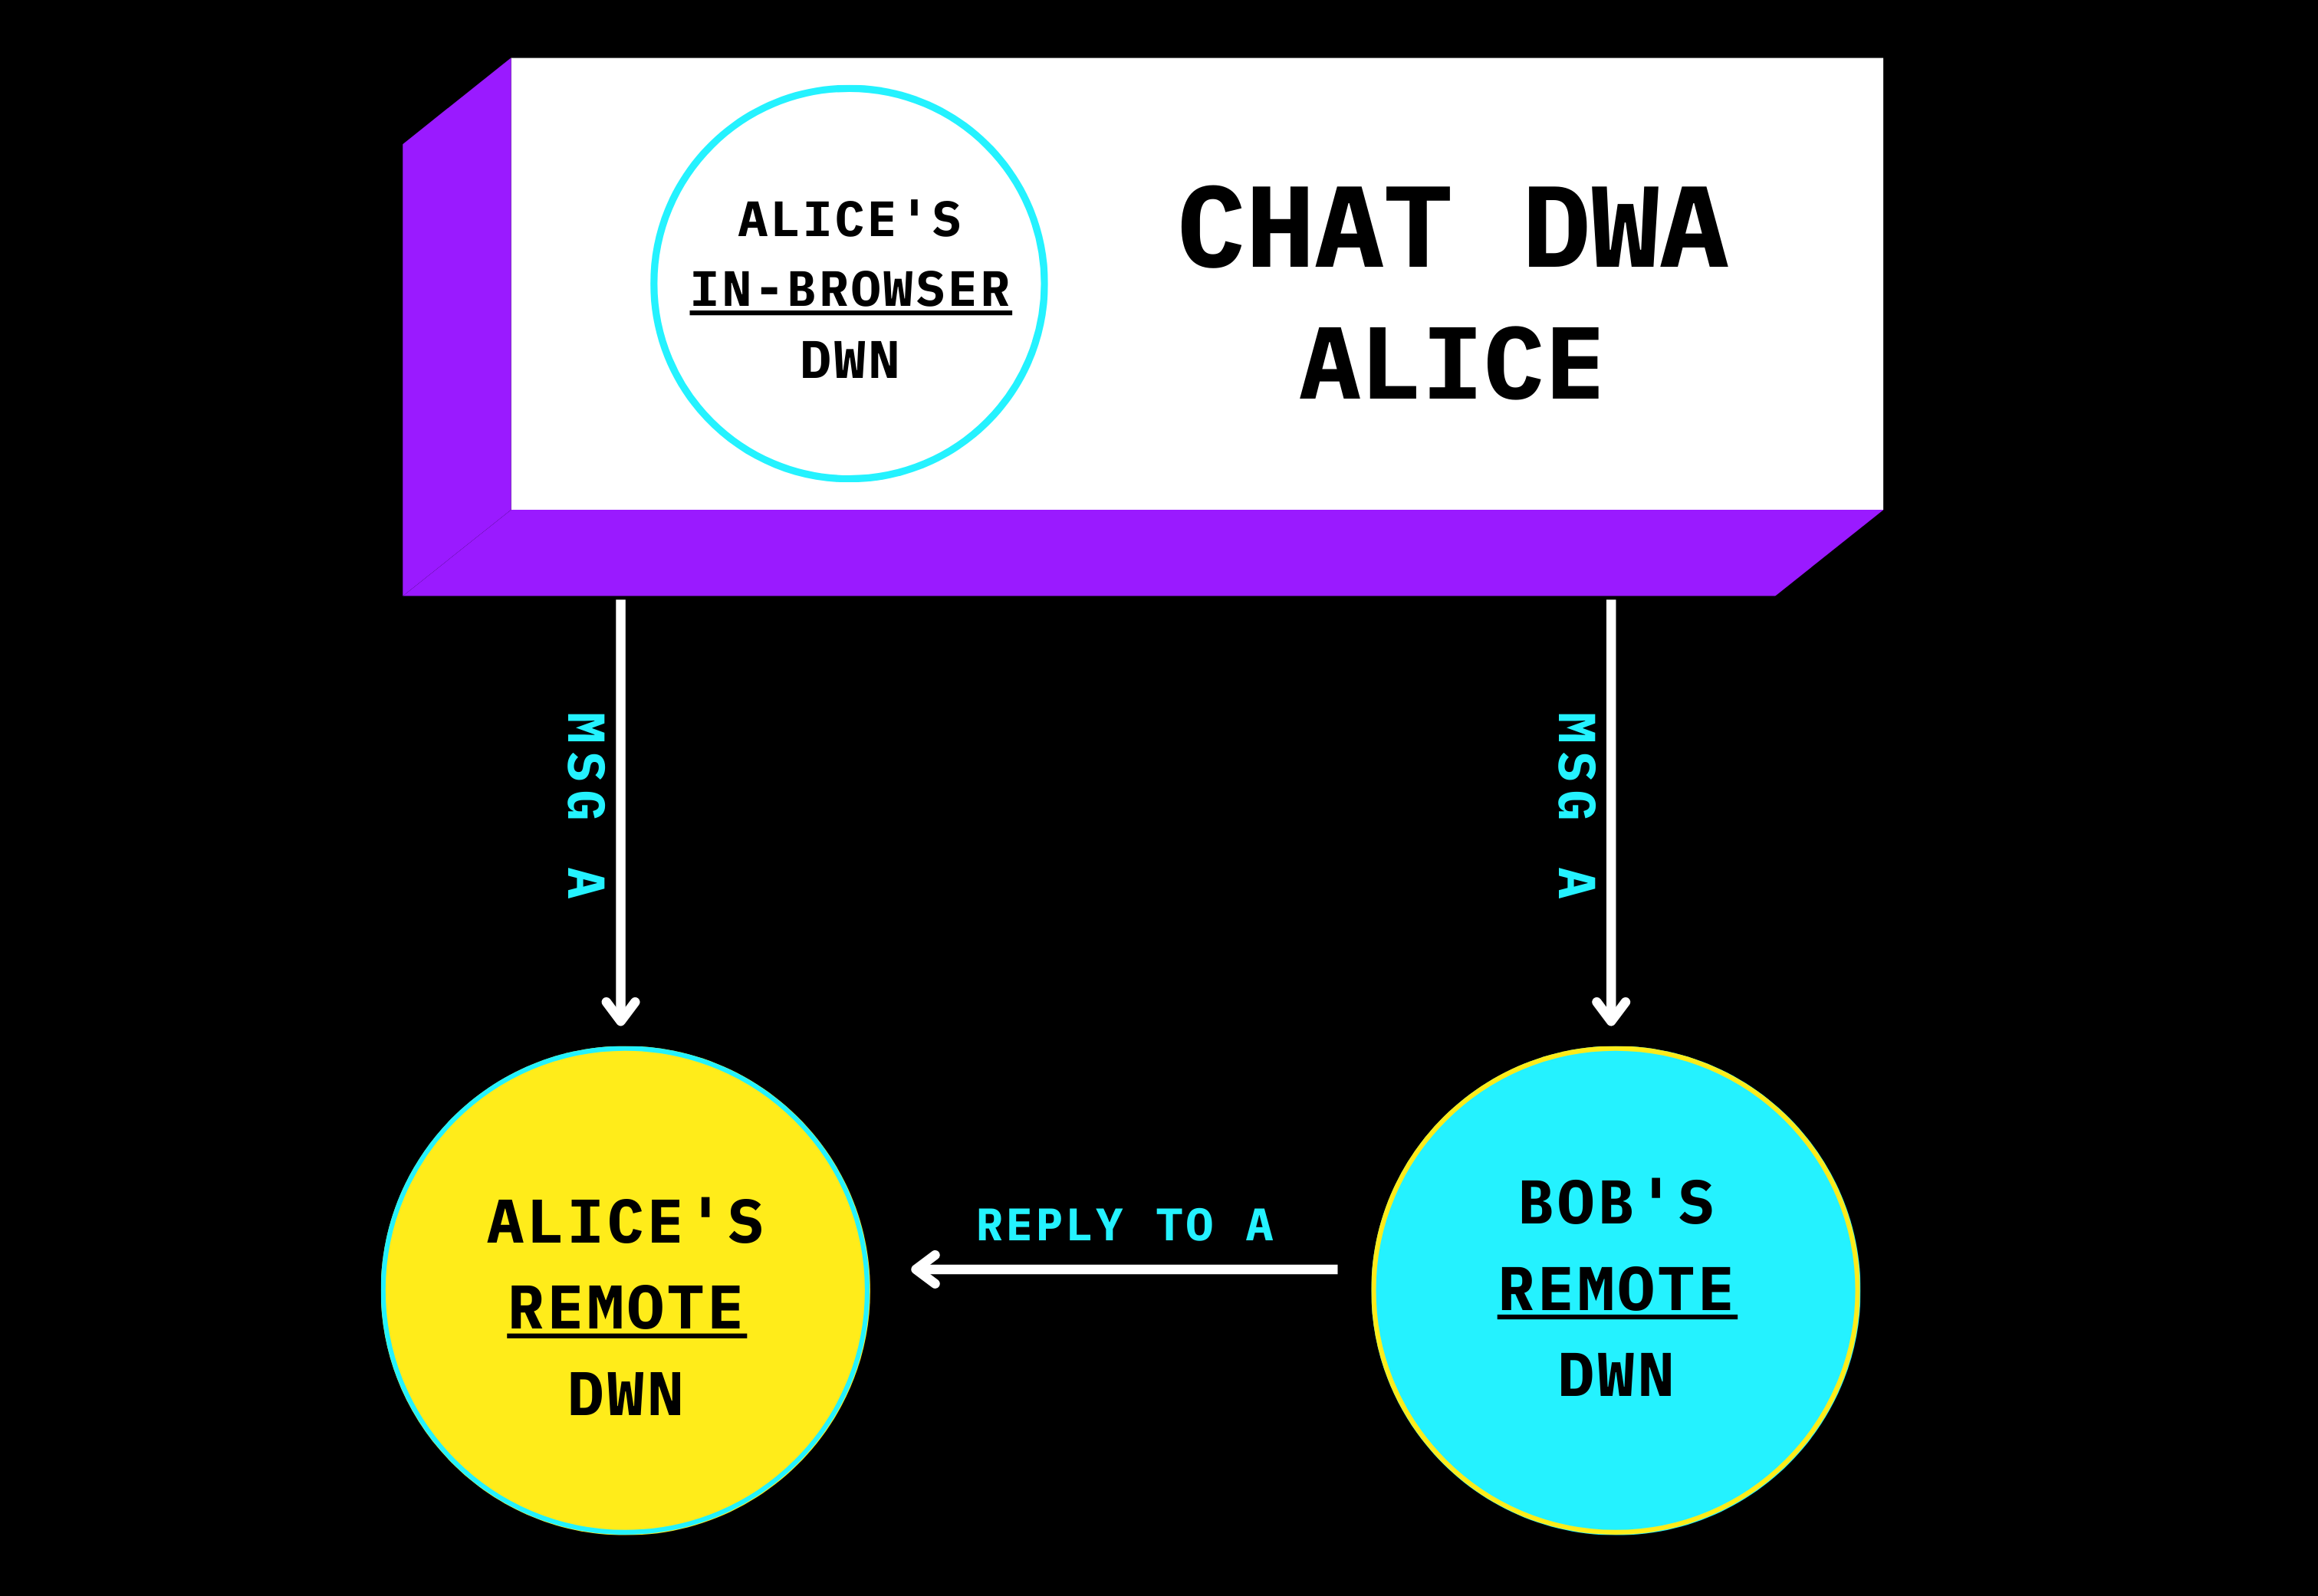 ALICE'S
IN-BROWSER
DWN
CHAT DWA
ALICE
MSG A
MSG A
ALICE'S
REMOTE
DWN
REPLY TO A
BOB'S
REMOTE
DWN